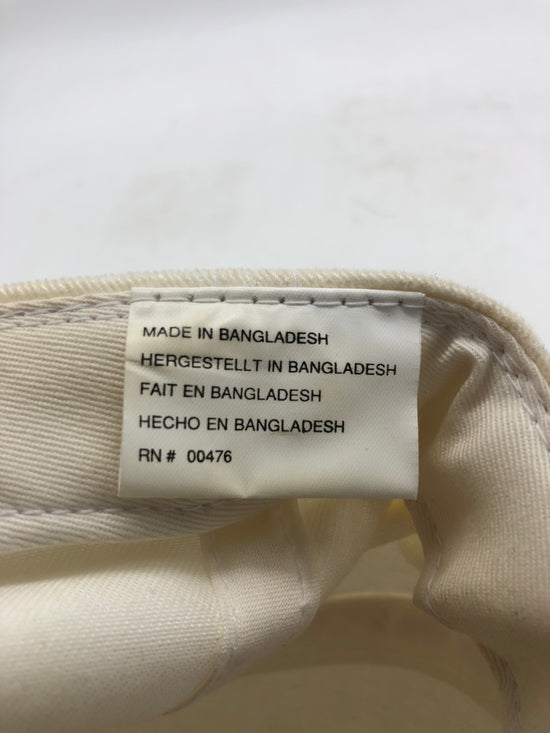 MADE IN BANGLADESH
HERGESTELLT IN BANGLADESH
FAIT EN BANGLADESH
HECHO EN BANGLADESH
RN # 00476